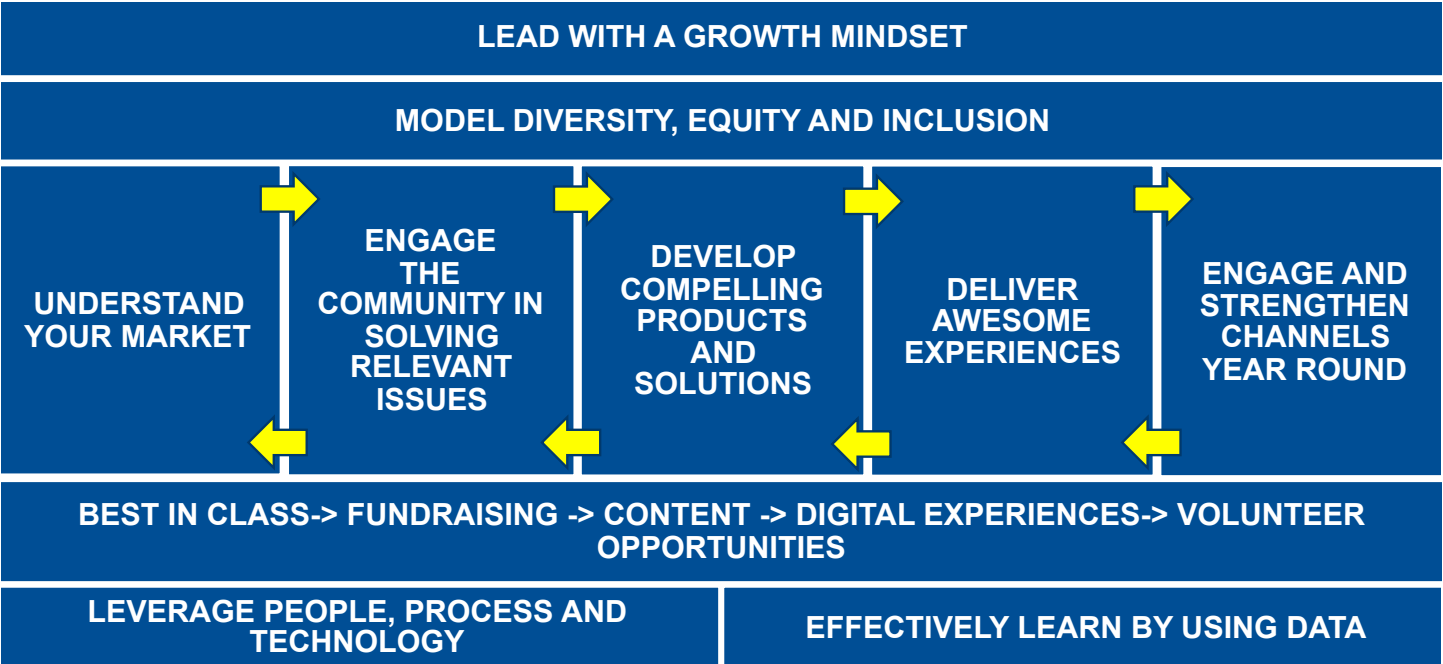 LEAD WITH A GROWTH MINDSET
MODEL DIVERSITY, EQUITY AND INCLUSION
UNDERSTAND
YOUR MARKET
ENGAGE
THE
COMMUNITY IN
SOLVING
RELEVANT
ISSUES
DEVELOP
COMPELLING
PRODUCTS
AND
SOLUTIONS
DELIVER
AWESOME
EXPERIENCES
ENGAGE AND
STRENGTHEN
CHANNELS
YEAR ROUND
BEST IN CLASS-> FUNDRAISING -> CONTENT -> DIGITAL EXPERIENCES-> VOLUNTEER
OPPORTUNITIES
LEVERAGE PEOPLE, PROCESS AND
TECHNOLOGY
EFFECTIVELY LEARN BY USING DATA